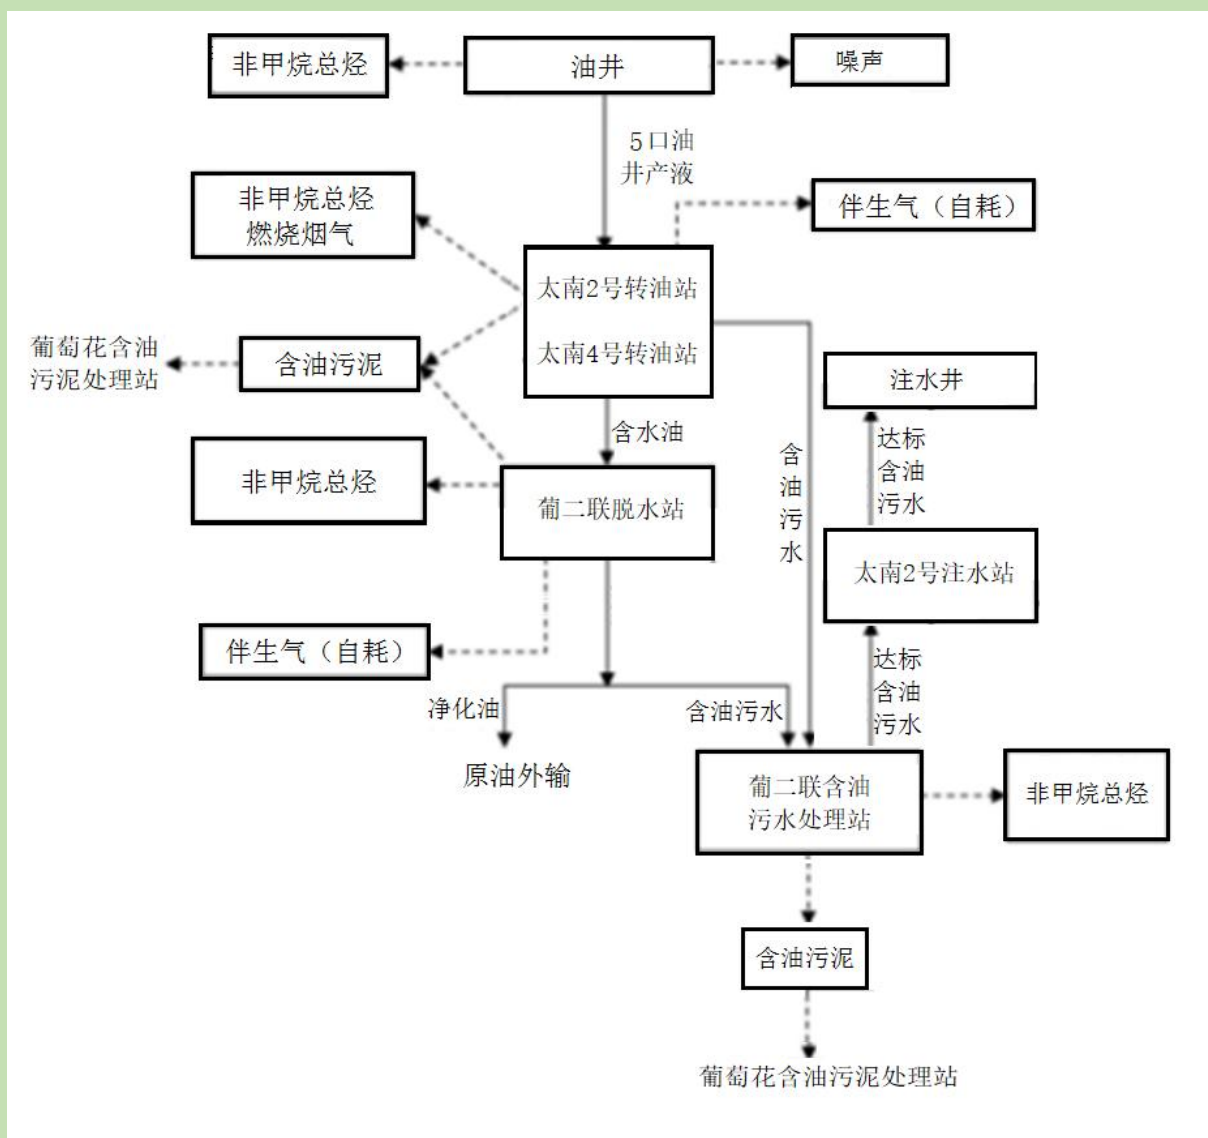 非甲烷总烃
油井
噪声
5口油
井产液
非甲烷总烃
燃烧烟气
伴生气（自耗）
太南2号转油站
太南4号转油站
葡萄花含油
污泥处理站
含油污泥
注水井
含水油
达标
含油
污水
含
油
污
水
非甲烷总烃
葡二联脱水站
太南2号注水站
伴生气（自耗）
达标
含油
污水
净化油
含油污水
原油外输
葡二联含油
污水处理站
非甲烷总烃
含油污泥
葡萄花含油污泥处理站